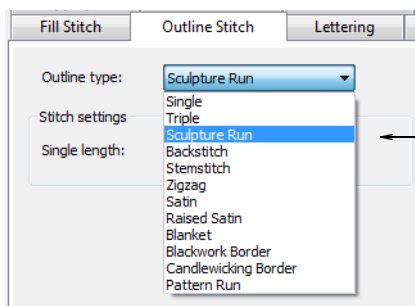 Fill Stitch Outline Stitch Lettering
Outline type: Sculpture Run
Single
Triple
Stitch settings
Sculpture Run
Single length:
Backstitch
Stemstitch
Zigzag
Satin
Raised Satin
Blanket
Blackwork Border
Candlewicking Border
Pattern Run